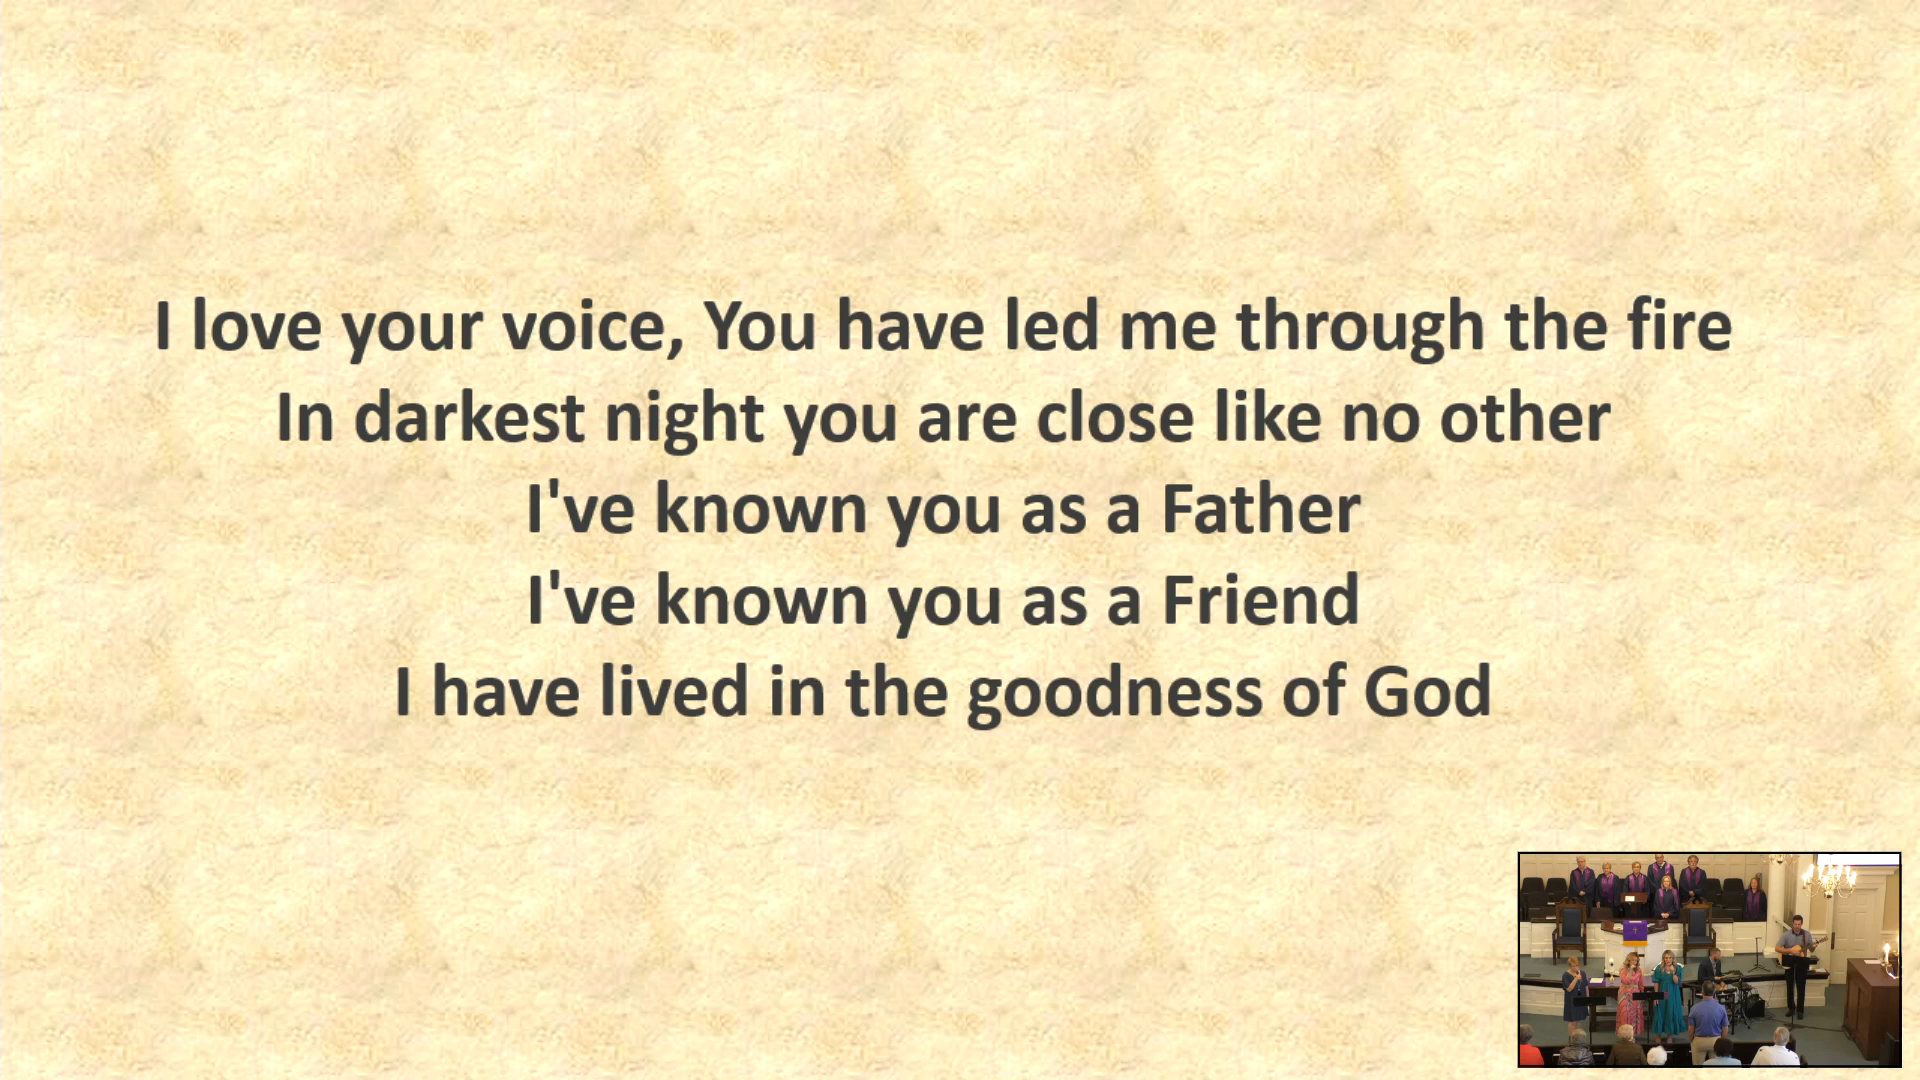 I love your voice, You have led me through the fire
In darkest night you are close like no other
I've known you as a Father
I've known you as a Friend
I have lived in the goodness of God